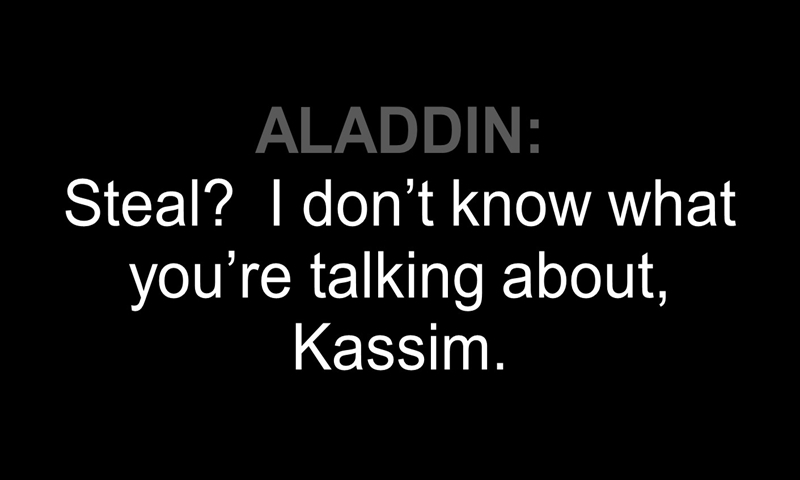 ALADDIN:
Steal?  I don’t know what
you’re talking about,
Kassim.